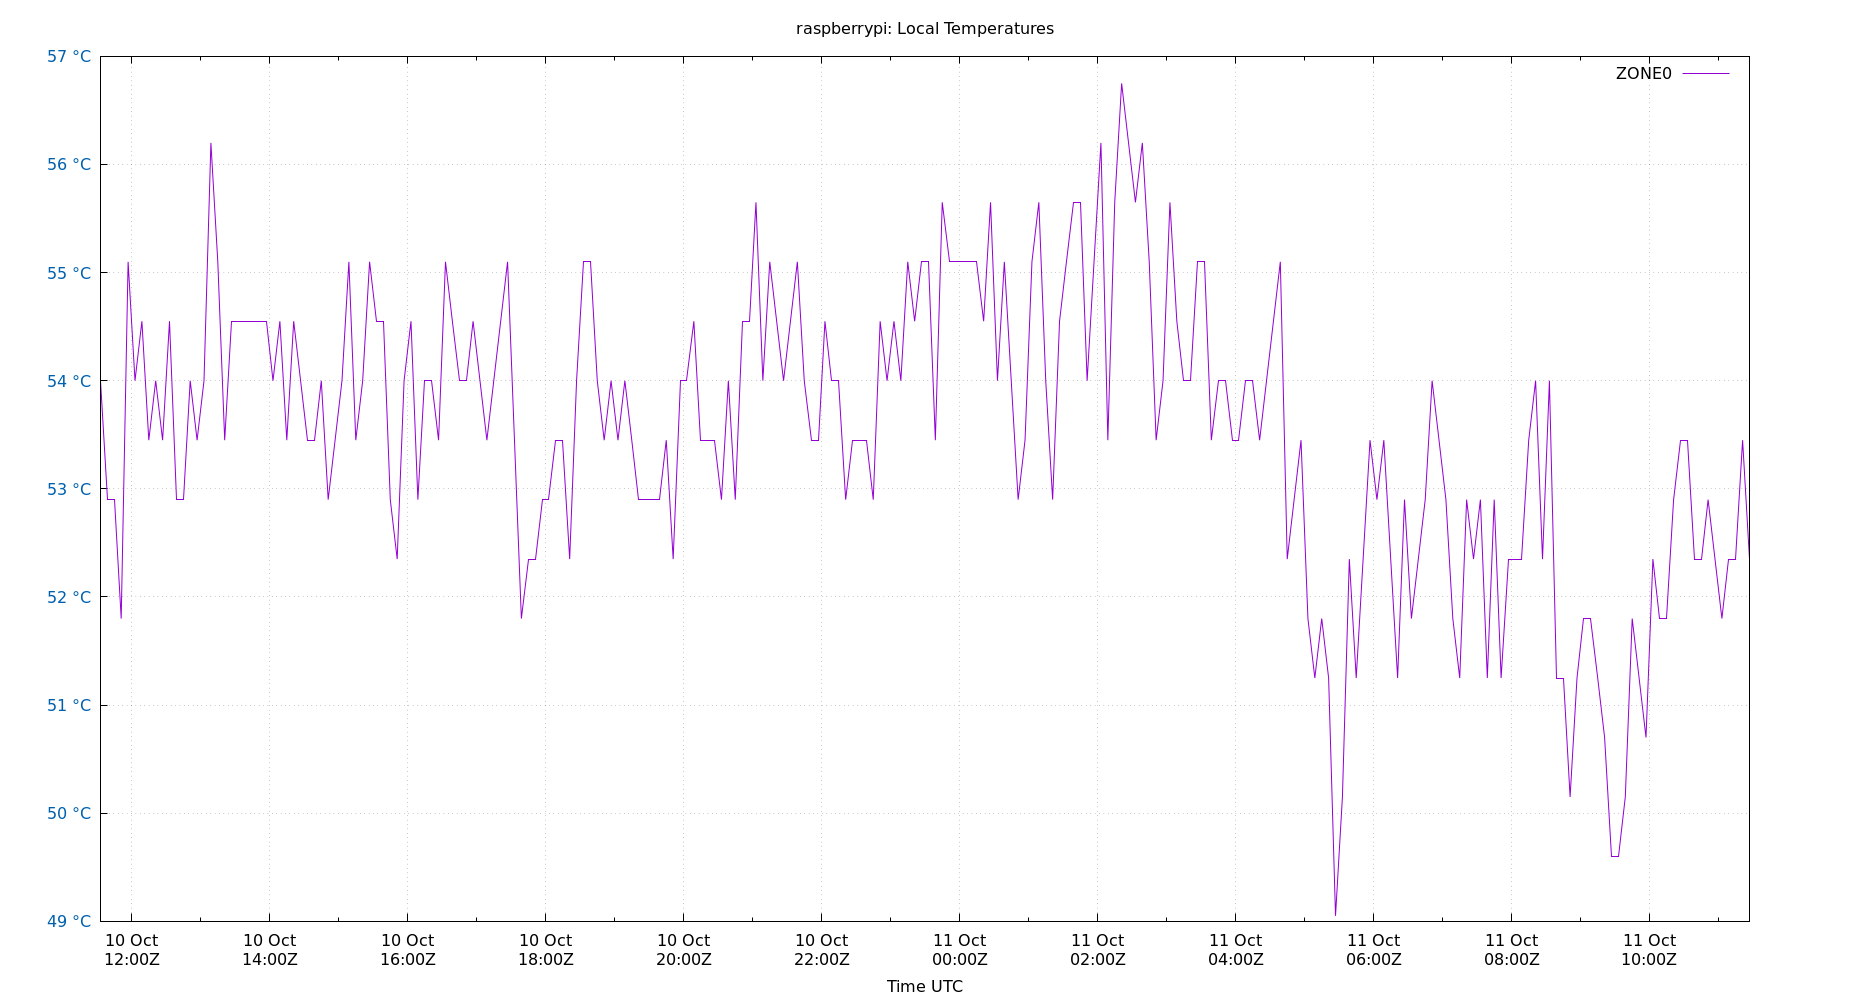 raspberrypi: Local Temperatures
57 °C
ZONE0
56 °C
55 °C
54 °C
53 °C
52 °C
51 °C
50 °C
49 °C
10 Oct 10 Oct 10 Oct 10 Oct 10 Oct 10 Oct 11 Oct 11 Oct 11 Oct 11 Oct 11 Oct 11 Oct
12:00Z 14:00Z 16:00Z 18:00Z 20:00Z 22:00Z 00:00Z 02:00Z 04:00Z 06:00Z 08:00Z 10:00Z
Time UTC